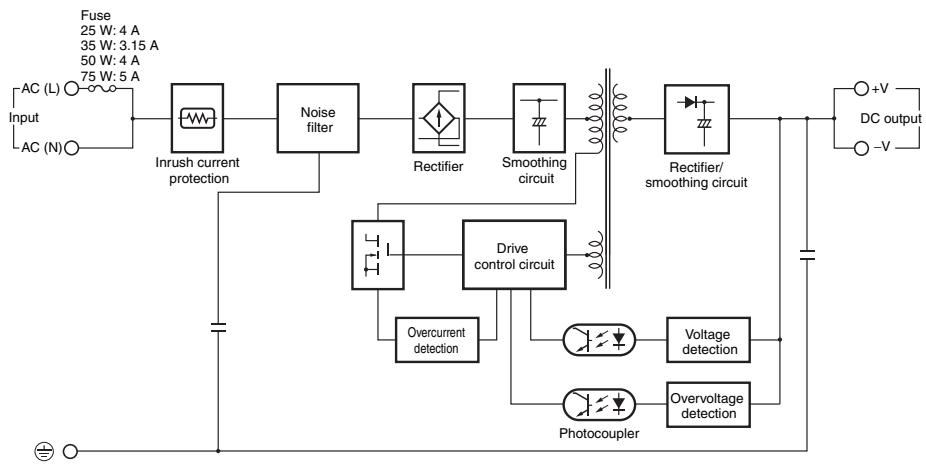 Fuse
25 W: 4 A
35 W: 3.15 A
50 W: 4 A
75 W: 5 A
AC (L)
Input
AC (N)
Inrush current
protection
Noise
filter
Rectifier
Smoothing
circuit
Rectifier/
smoothing circuit
+V
DC output
–V
Drive
control circuit
Overcurrent
detection
Voltage
detection
Overvoltage
detection
Photocoupler